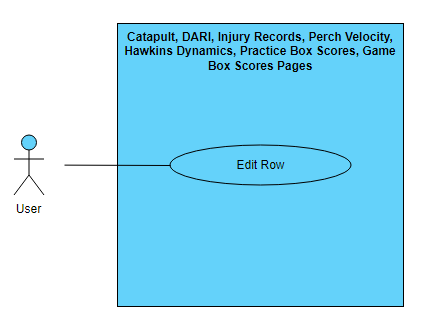 Catapult, DARI, Injury Records, Perch Velocity,
Hawkins Dynamics, Practice Box Scores, Game
Box Scores Pages
Edit Row
User